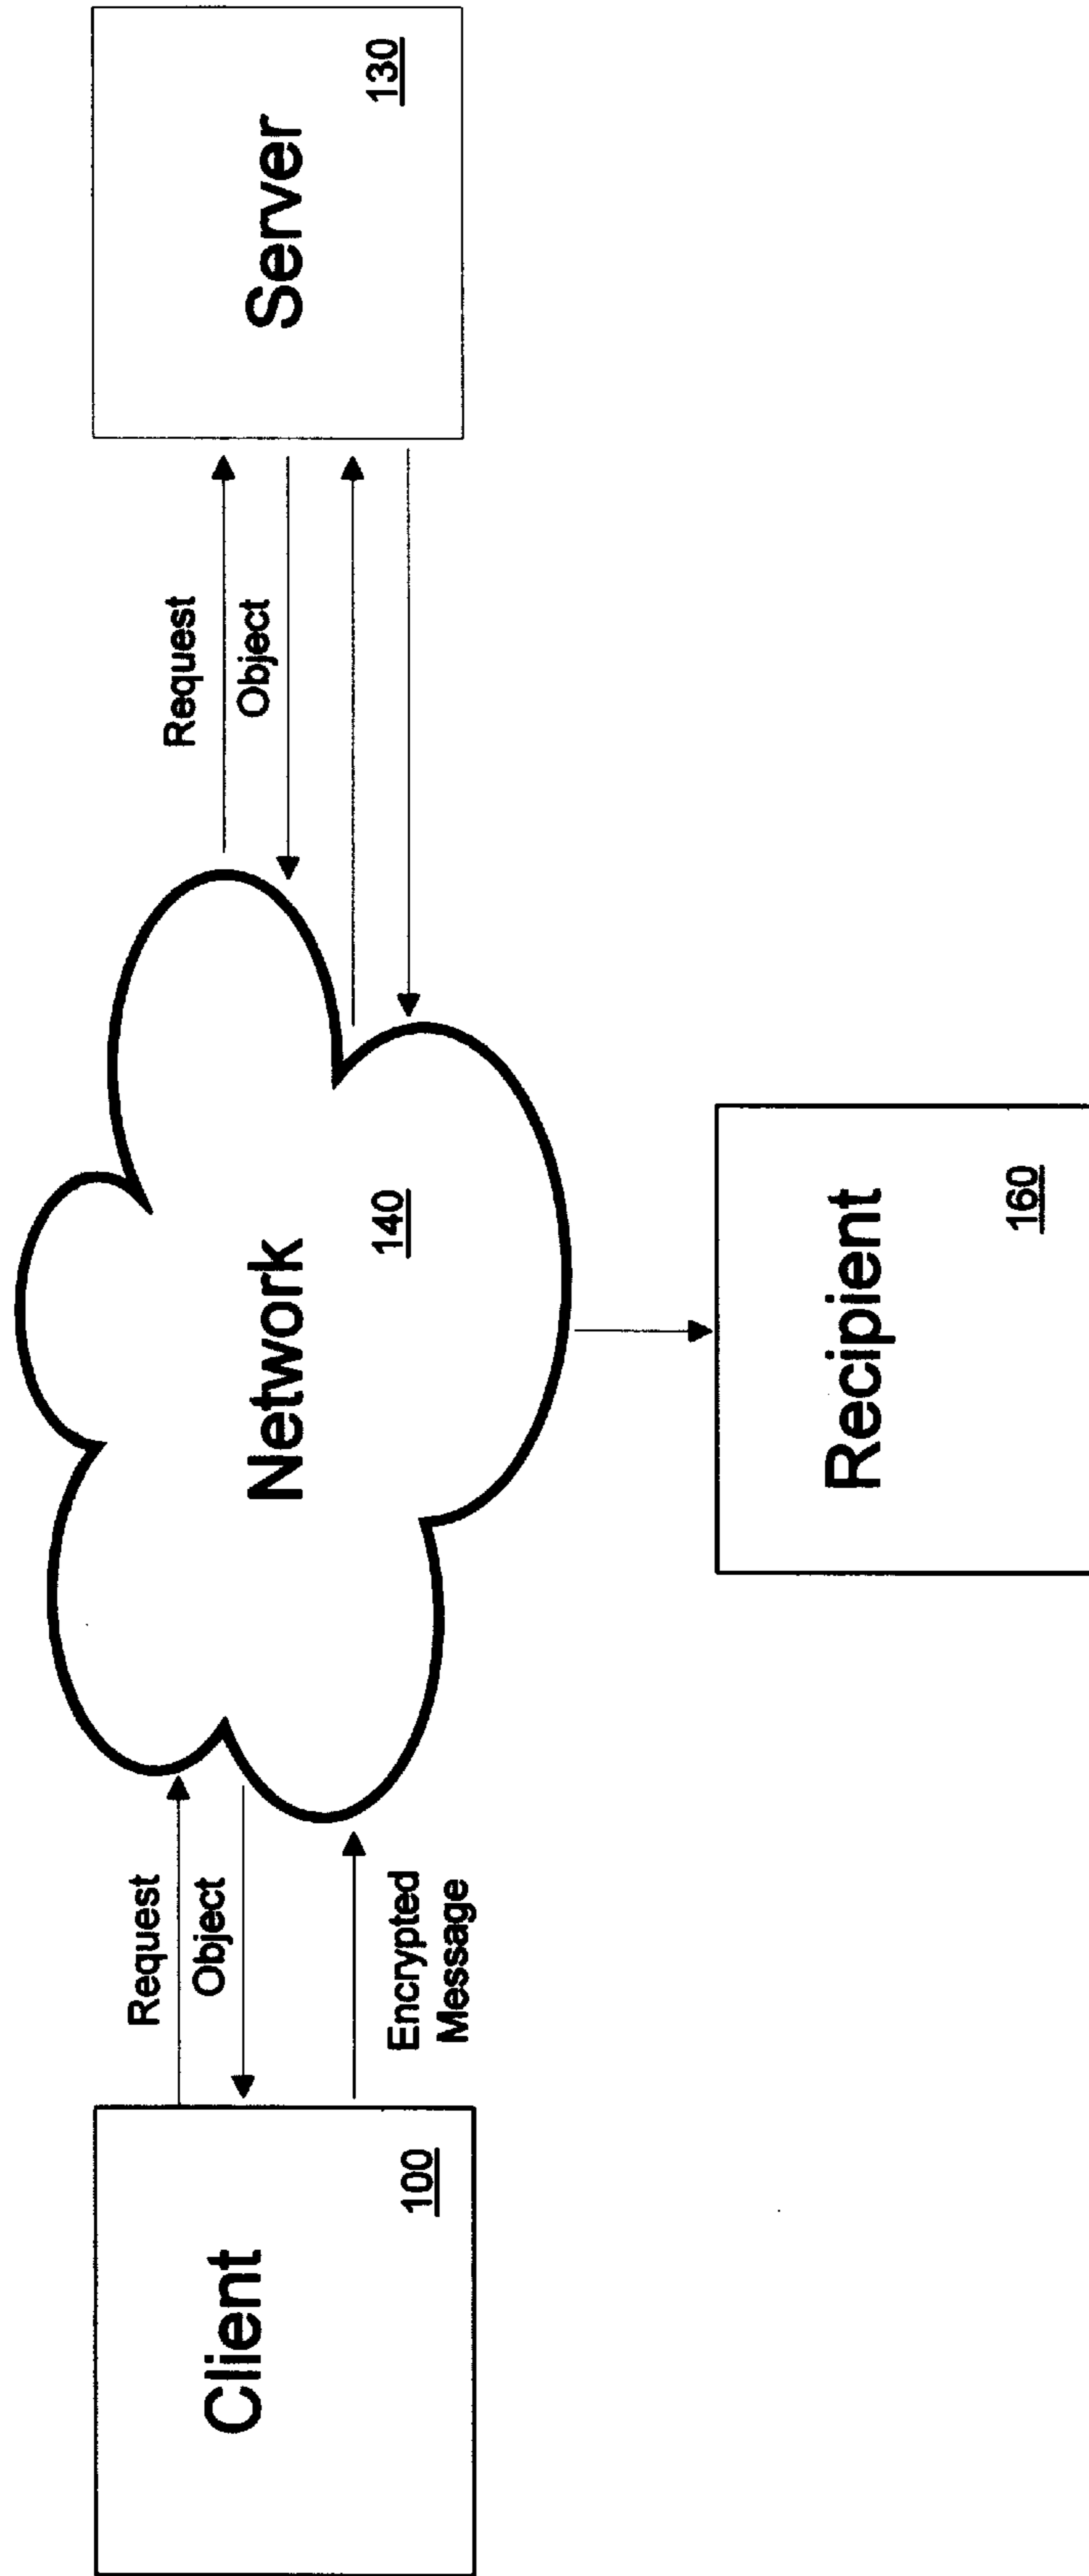 Client
100
Request
Object
Encrypted
Message
Network
140
Request
Object
Server
130
Recipient
160